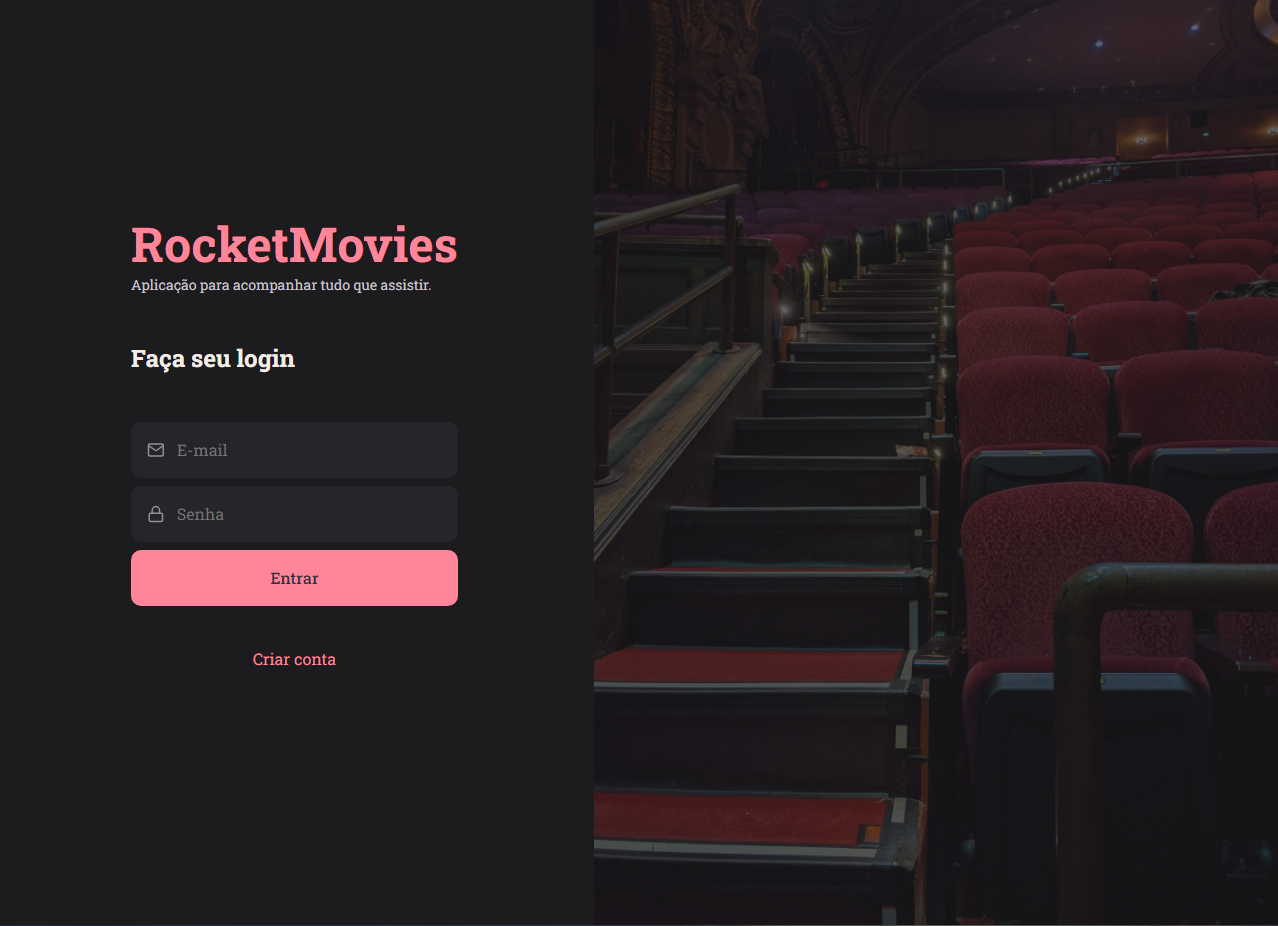 RocketMovies
Aplicação para acompanhar tudo que assistir.
Faça seu login
E-mail
Senha
Entrar
Criar conta